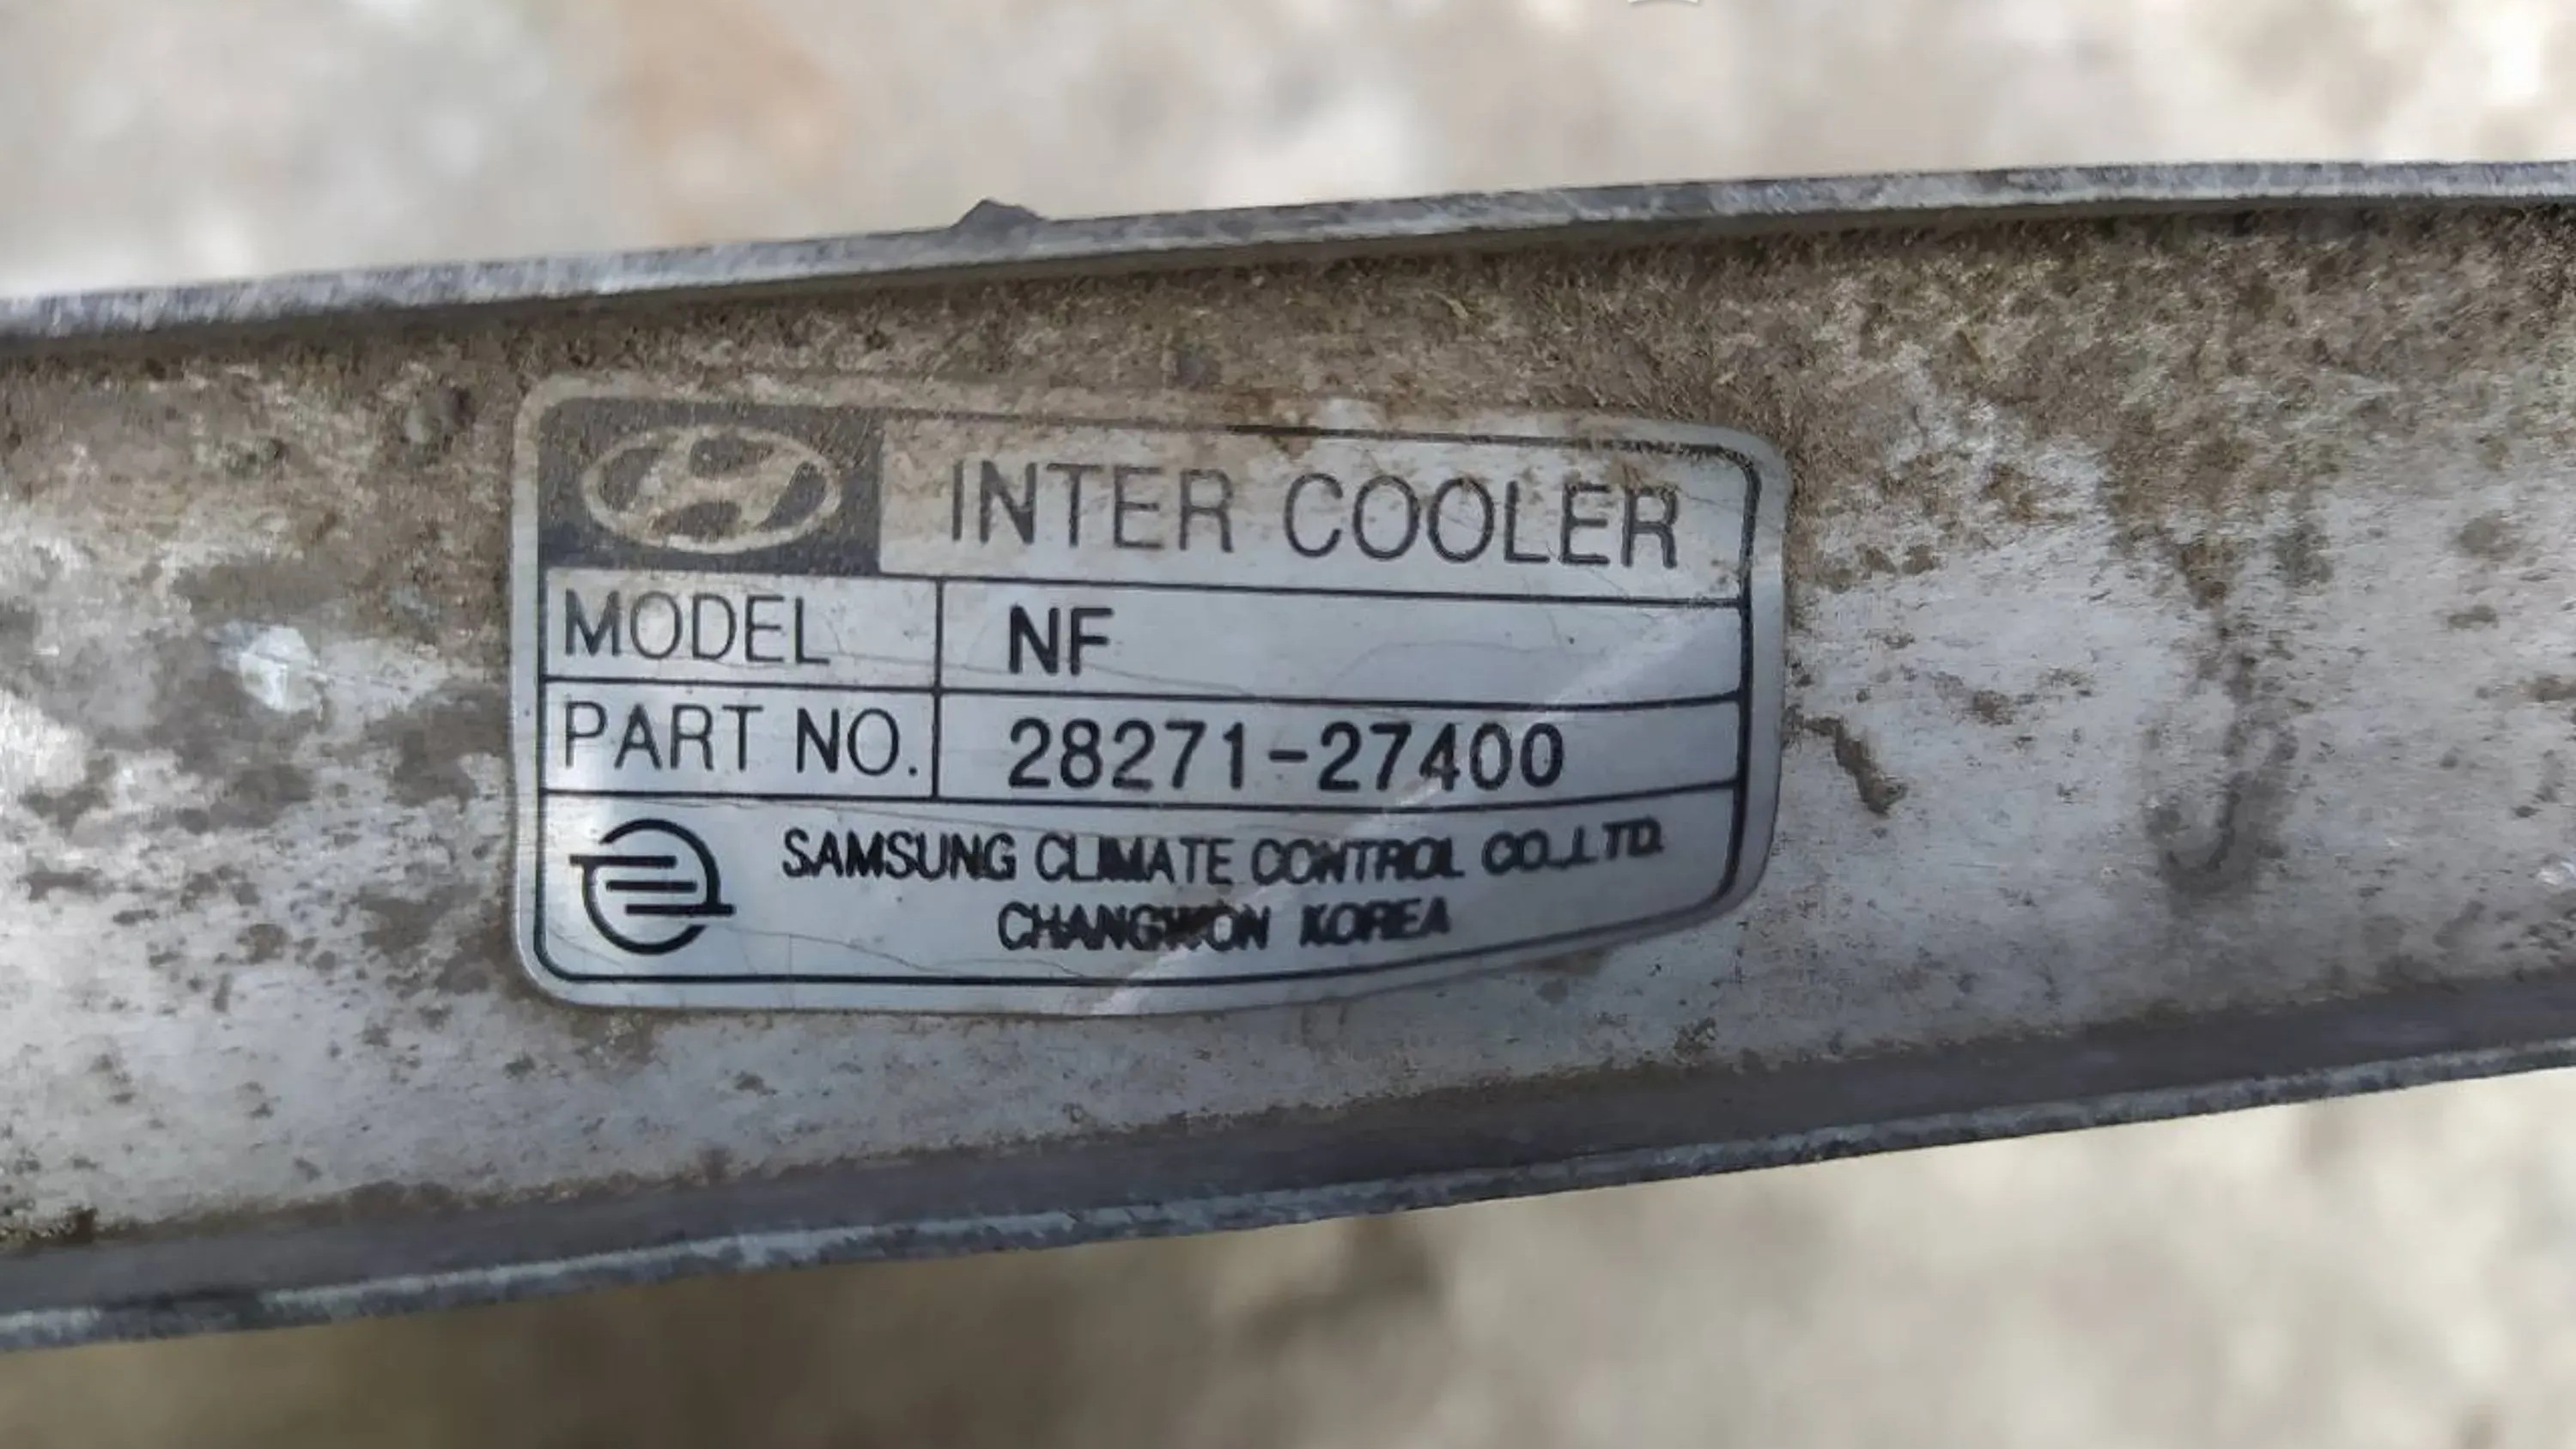 INTER COOLER
MODEL NF
PART NO. 28271-27400
SAMSUNG CLIMATE CONTROL CO.,LTD.
CHANGWON KOREA